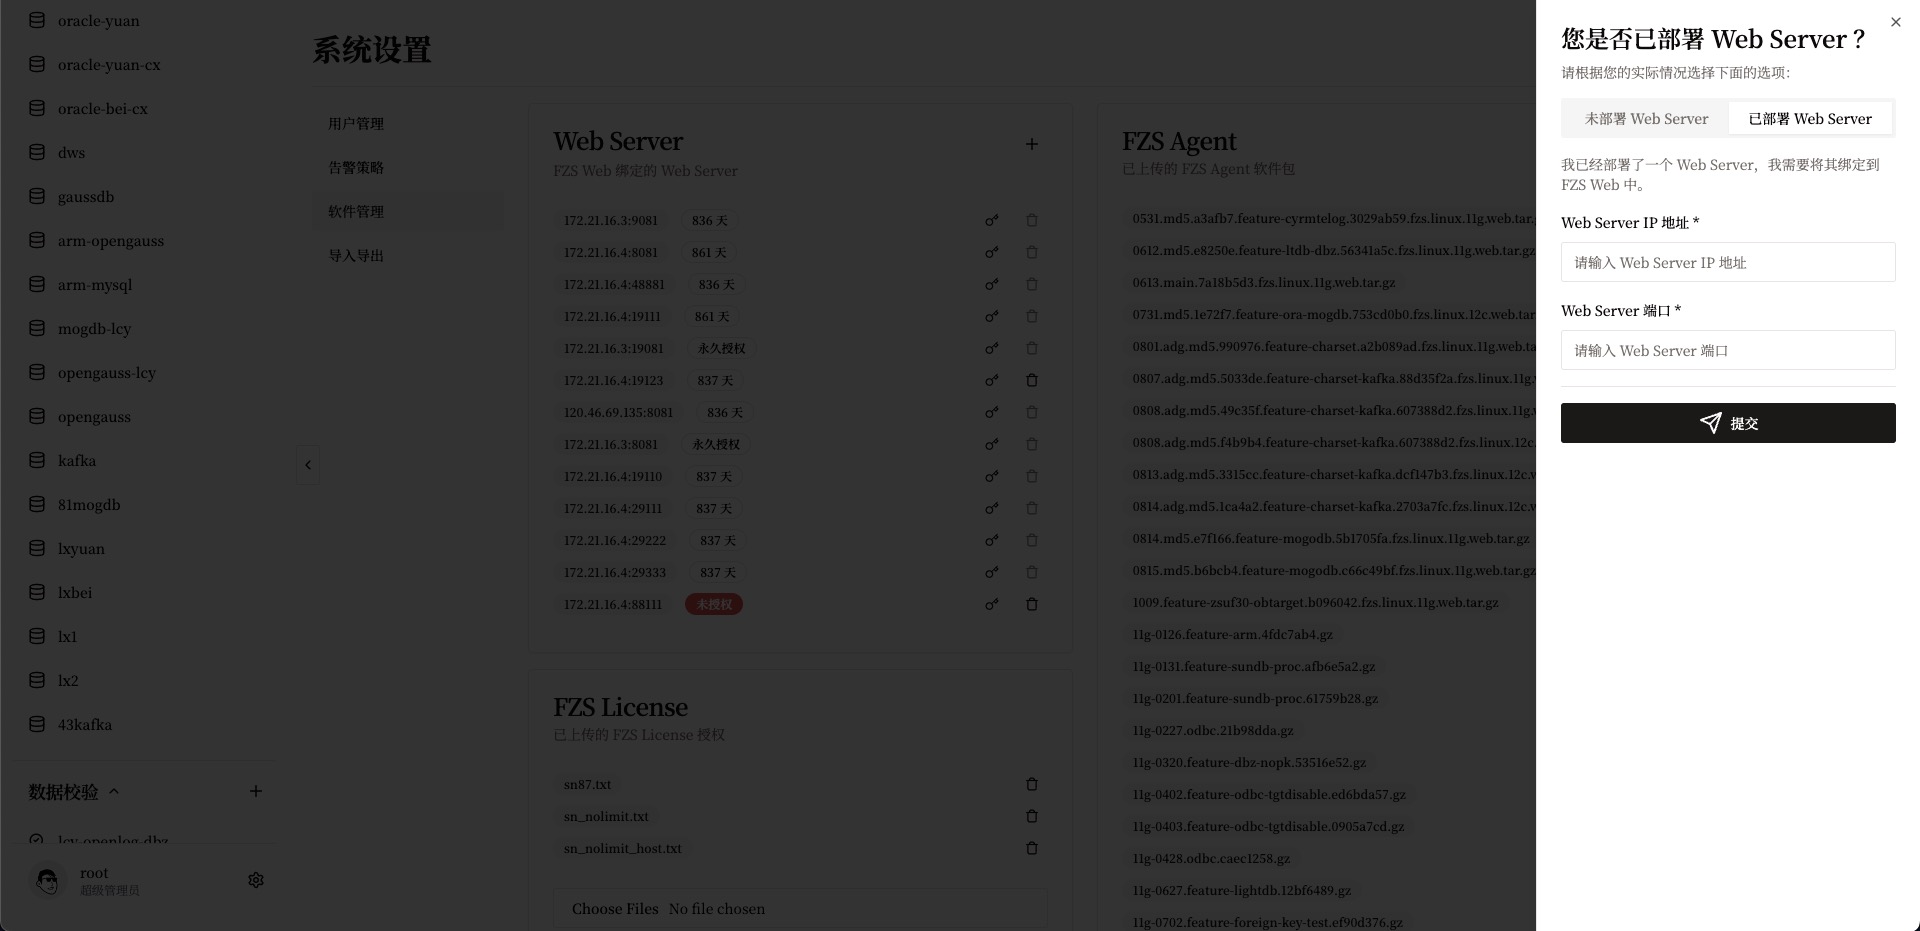 oracle-yuan
oracle-yuan-cx
oracle-bei-cx
dws
gaussdb
arm-opengauss
arm-mysql
mogdb-lcy
opengauss-lcy
opengauss
kafka
81mogdb
lxyuan
lxbei
lx1
lx2
43kafka
数据校验
lcy-openlog-dbz
root
超级管理员
系统设置
用户管理
告警策略
软件管理
导入导出
Web Server
FZS Web 绑定的 Web Server
172.21.16.3:9081 836 天
172.21.16.4:8081 861 天
172.21.16.4:48881 836 天
172.21.16.4:19111 861 天
172.21.16.3:19081 永久授权
172.21.16.4:19123 837 天
120.46.69.135:8081 836 天
172.21.16.3:8081 永久授权
172.21.16.4:19110 837 天
172.21.16.4:29111 837 天
172.21.16.4:29222 837 天
172.21.16.4:29333 837 天
172.21.16.4:88111 未授权
FZS License
已上传的 FZS License 授权
sn87.txt
sn_nolimit.txt
sn_nolimit_host.txt
Choose Files No file chosen
FZS Agent
已上传的 FZS Agent 软件包
0531.md5.a3afb7.feature-cyrmtelog.3029ab59.fzs.linux.11g.web.tar.
0612.md5.e8250e.feature-ltdb-dbz.56341a5c.fzs.linux.11g.web.tar.gz
0613.main.7a18b5d3.fzs.linux.11g.web.tar.gz
0731.md5.1e72f7.feature-ora-mogdb.753cd0b0.fzs.linux.12c.web.tar
0801.adg.md5.990976.feature-charset.a2b089ad.fzs.linux.11g.web.ta
0807.adg.md5.5033de.feature-charset-kafka.88d35f2a.fzs.linux.11g.
0808.adg.md5.49c35f.feature-charset-kafka.607388d2.fzs.linux.11g.
0808.adg.md5.f4b9b4.feature-charset-kafka.607388d2.fzs.linux.12c.
0813.adg.md5.3315cc.feature-charset-kafka.dcf147b3.fzs.linux.12c.w
0814.adg.md5.1ca4a2.feature-charset-kafka.2703a7fc.fzs.linux.12c.w
0814.md5.e7f166.feature-mogodb.5b1705fa.fzs.linux.11g.web.tar.gz
0815.md5.b6bcb4.feature-mogodb.c66c49bf.fzs.linux.11g.web.tar.gz
1009.feature-zsuf30-obtarget.b096042.fzs.linux.11g.web.tar.gz
11g-0126.feature-arm.4fdc7ab4.gz
11g-0131.feature-sundb-proc.afb6e5a2.gz
11g-0201.feature-sundb-proc.61759b28.gz
11g-0227.odbc.21b98dda.gz
11g-0320.feature-dbz-nopk.53516e52.gz
11g-0402.feature-odbc-tgtdisable.ed6bda57.gz
11g-0403.feature-odbc-tgtdisable.0905a7cd.gz
11g-0428.odbc.caec1258.gz
11g-0627.feature-lightdb.12bf6489.gz
11g-0702.feature-foreign-key-test.ef90d376.gz
您是否已部署 Web Server？
请根据您的实际情况选择下面的选项：
未部署 Web Server 已部署 Web Server
我已经部署了一个 Web Server，我需要将其绑定到
FZS Web 中。
Web Server IP 地址 *
请输入 Web Server IP 地址
Web Server 端口 *
请输入 Web Server 端口
提交